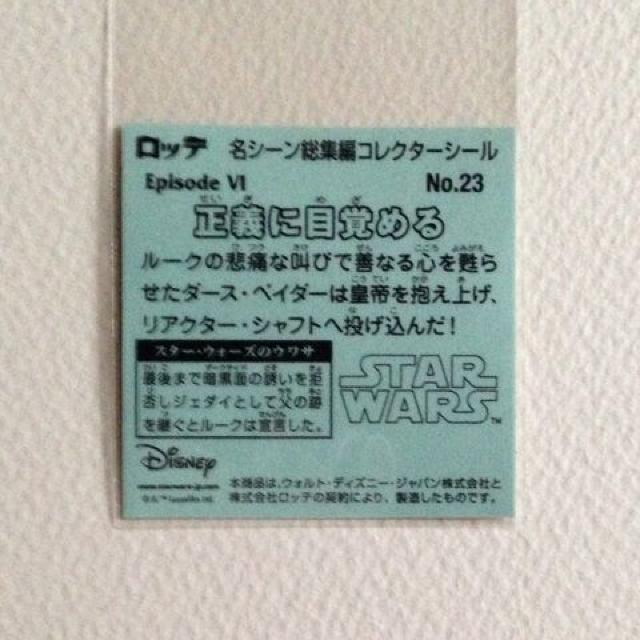 ロッテ 名シーン総集編コレクターシール
Episode VI No.23
正義に目覚める
ルークの悲痛な叫びで善なる心を甦ら
せたダース・ベイダーは皇帝を抱え上げ、
リアクター・シャフトへ投げ込んだ!
スター・ウォーズのウワサ
最後まで暗黒面の誘いを拒
否しジェダイとして父の跡
を継ぐとルークは宣言した。
STAR
WARS
TM
Disney
本商品は、ウォルト・ディズニー・ジャパン株式会社と
株式会社ロッテの契約により、製造したものです。